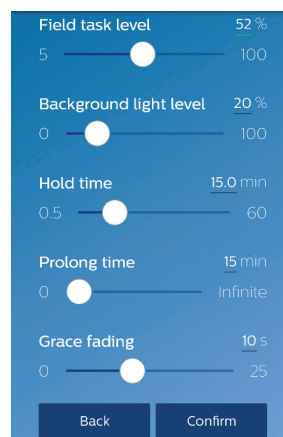 Field task level 52 %
5 100
Background light level 20 %
0 100
Hold time 15.0 min
0.5 60
Prolong time 15 min
0 Infinite
Grace fading 10 s
0 25
Back Confirm